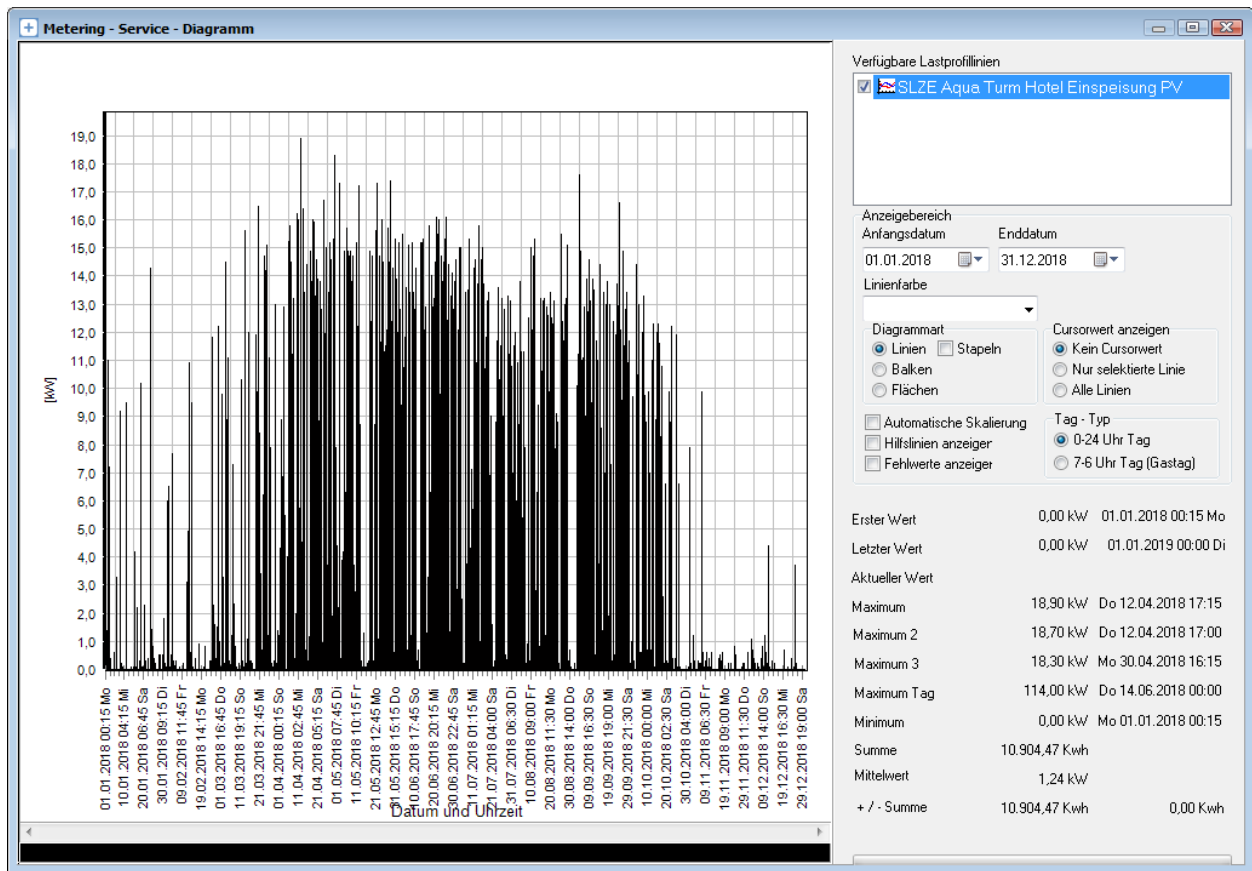 Metering - Service - Diagramm
19,0
18,0
17,0
16,0
15,0
14,0
13,0
12,0
11,0
10,0
9,0
8,0
7,0
6,0
5,0
4,0
3,0
2,0
1,0
0,0
[kW]
01.01.2018 00:15 Mo
10.01.2018 04:15 Mi
20.01.2018 06:45 Sa
30.01.2018 09:15 Di
09.02.2018 11:45 Fr
19.02.2018 14:15 Mo
01.03.2018 16:45 Do
11.03.2018 19:15 So
21.03.2018 21:45 Mi
01.04.2018 00:15 So
11.04.2018 02:45 Mi
21.04.2018 05:15 Sa
01.05.2018 07:45 Di
11.05.2018 10:15 Fr
21.05.2018 12:45 Mo
31.05.2018 15:15 Do
10.06.2018 17:45 So
20.06.2018 20:15 Mi
30.06.2018 22:45 Sa
11.07.2018 01:15 Mi
21.07.2018 04:00 Sa
31.07.2018 06:30 Di
10.08.2018 09:00 Fr
20.08.2018 11:30 Mo
30.08.2018 14:00 Do
09.09.2018 16:30 So
19.09.2018 19:00 Mi
29.09.2018 21:30 Sa
10.10.2018 00:00 Mi
20.10.2018 02:30 Sa
30.10.2018 04:00 Di
09.11.2018 06:30 Fr
19.11.2018 09:00 Mo
29.11.2018 11:30 Do
09.12.2018 14:00 So
19.12.2018 16:30 Mi
29.12.2018 19:00 Sa
Datum und Uhrzeit
Verfügbare Lastprofillinien
SLZE Aqua Turm Hotel Einspeisung PV
Anzeigebereich
Anfangsdatum Enddatum
01.01.2018 31.12.2018
Linienfarbe
Diagrammart
Linien Stapeln
Balken
Flächen
Cursorwert anzeigen
Kein Cursorwert
Nur selektierte Linie
Alle Linien
Automatische Skalierung
Hilfslinien anzeiger
Fehlwerte anzeiger
Tag - Typ
0-24 Uhr Tag
7-6 Uhr Tag (Gastag)
Erster Wert 0,00 kW 01.01.2018 00:15 Mo
Letzter Wert 0,00 kW 01.01.2019 00:00 Di
Aktueller Wert
Maximum 18,90 kW Do 12.04.2018 17:15
Maximum 2 18,70 kW Do 12.04.2018 17:00
Maximum 3 18,30 kW Mo 30.04.2018 16:15
Maximum Tag 114,00 kW Do 14.06.2018 00:00
Minimum 0,00 kW Mo 01.01.2018 00:15
Summe 10.904,47 Kwh
Mittelwert 1,24 kW
+ / - Summe 10.904,47 Kwh 0,00 Kwh